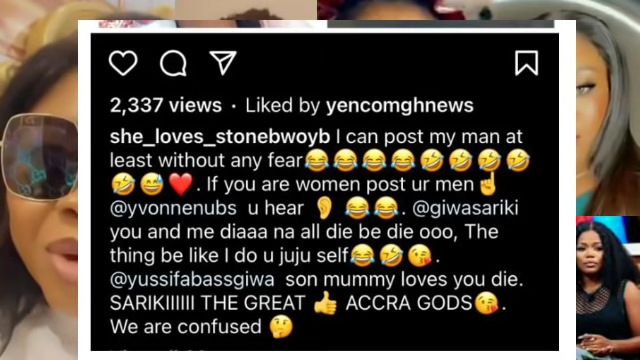 2,337 views · Liked by yencomghnews
she_loves_stonebwoyb I can post my man at
least without any fear😂😂😂😂🤣🤣🤣🤣
🤣😅❤️. If you are women post ur men☝️
@yvonnenubs u hear 👂 😂😂. @giwasariki
you and me diaaa na all die be die ooo, The
thing be like I do u juju self😂🤣😘.
@yussifabassgiwa son mummy loves you die.
SARIKIIIIII THE GREAT 👍 ACCRA GODS😘.
We are confused 🤔